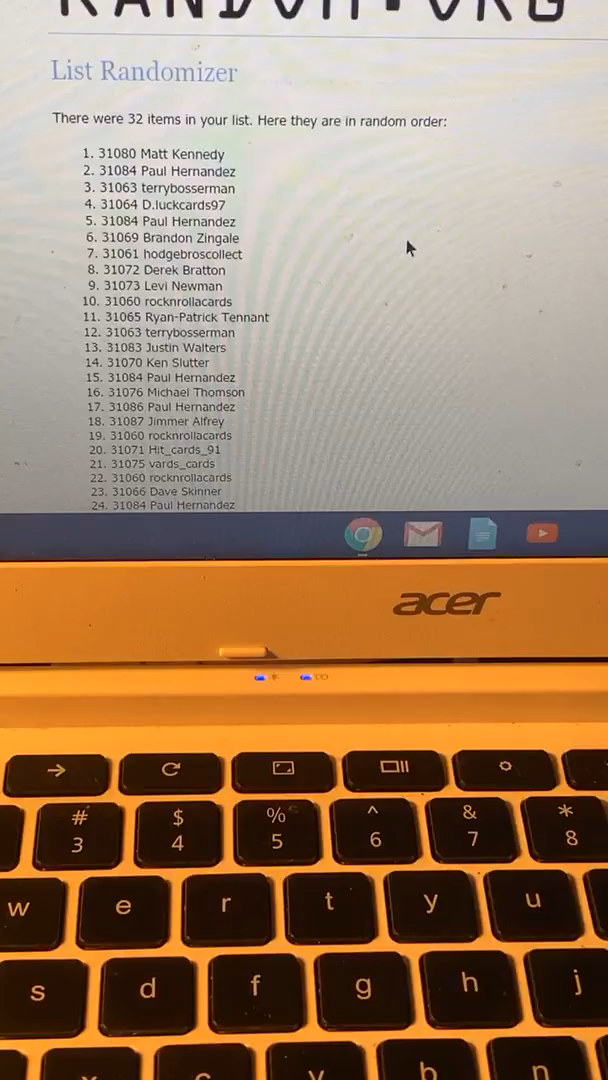 RANDOM.ORG
List Randomizer
There were 32 items in your list. Here they are in random order:
1. 31080 Matt Kennedy
2. 31084 Paul Hernandez
3. 31063 terrybosserman
4. 31064 D.luckcards97
5. 31084 Paul Hernandez
6. 31069 Brandon Zingale
7. 31061 hodgebroscollect
8. 31072 Derek Bratton
9. 31073 Levi Newman
10. 31060 rocknrollacards
11. 31065 Ryan-Patrick Tennant
12. 31063 terrybosserman
13. 31083 Justin Walters
14. 31070 Ken Slutter
15. 31084 Paul Hernandez
16. 31076 Michael Thomson
17. 31086 Paul Hernandez
18. 31087 Jimmer Alfrey
19. 31060 rocknrollacards
20. 31071 Hit_cards_91
21. 31075 vards_cards
22. 31060 rocknrollacards
23. 31066 Dave Skinner
24. 31084 Paul Hernandez
acer
# $ % ^ & *
3 4 5 6 7 8
w e r t y u
s d f g h j
x c v b n